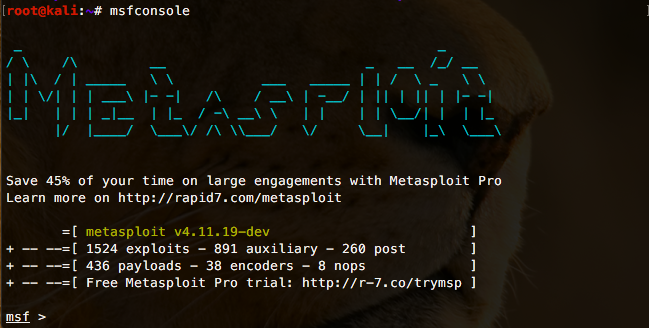 [root@kali:~# msfconsole ]
METASPLOIT
Save 45% of your time on large engagements with Metasploit Pro
Learn more on http://rapid7.com/metasploit
=[ metasploit v4.11.19-dev ]
+ -- --=[ 1524 exploits - 891 auxiliary - 260 post ]
+ -- --=[ 436 payloads - 38 encoders - 8 nops ]
+ -- --=[ Free Metasploit Pro trial: http://r-7.co/trymsp ]
msf >